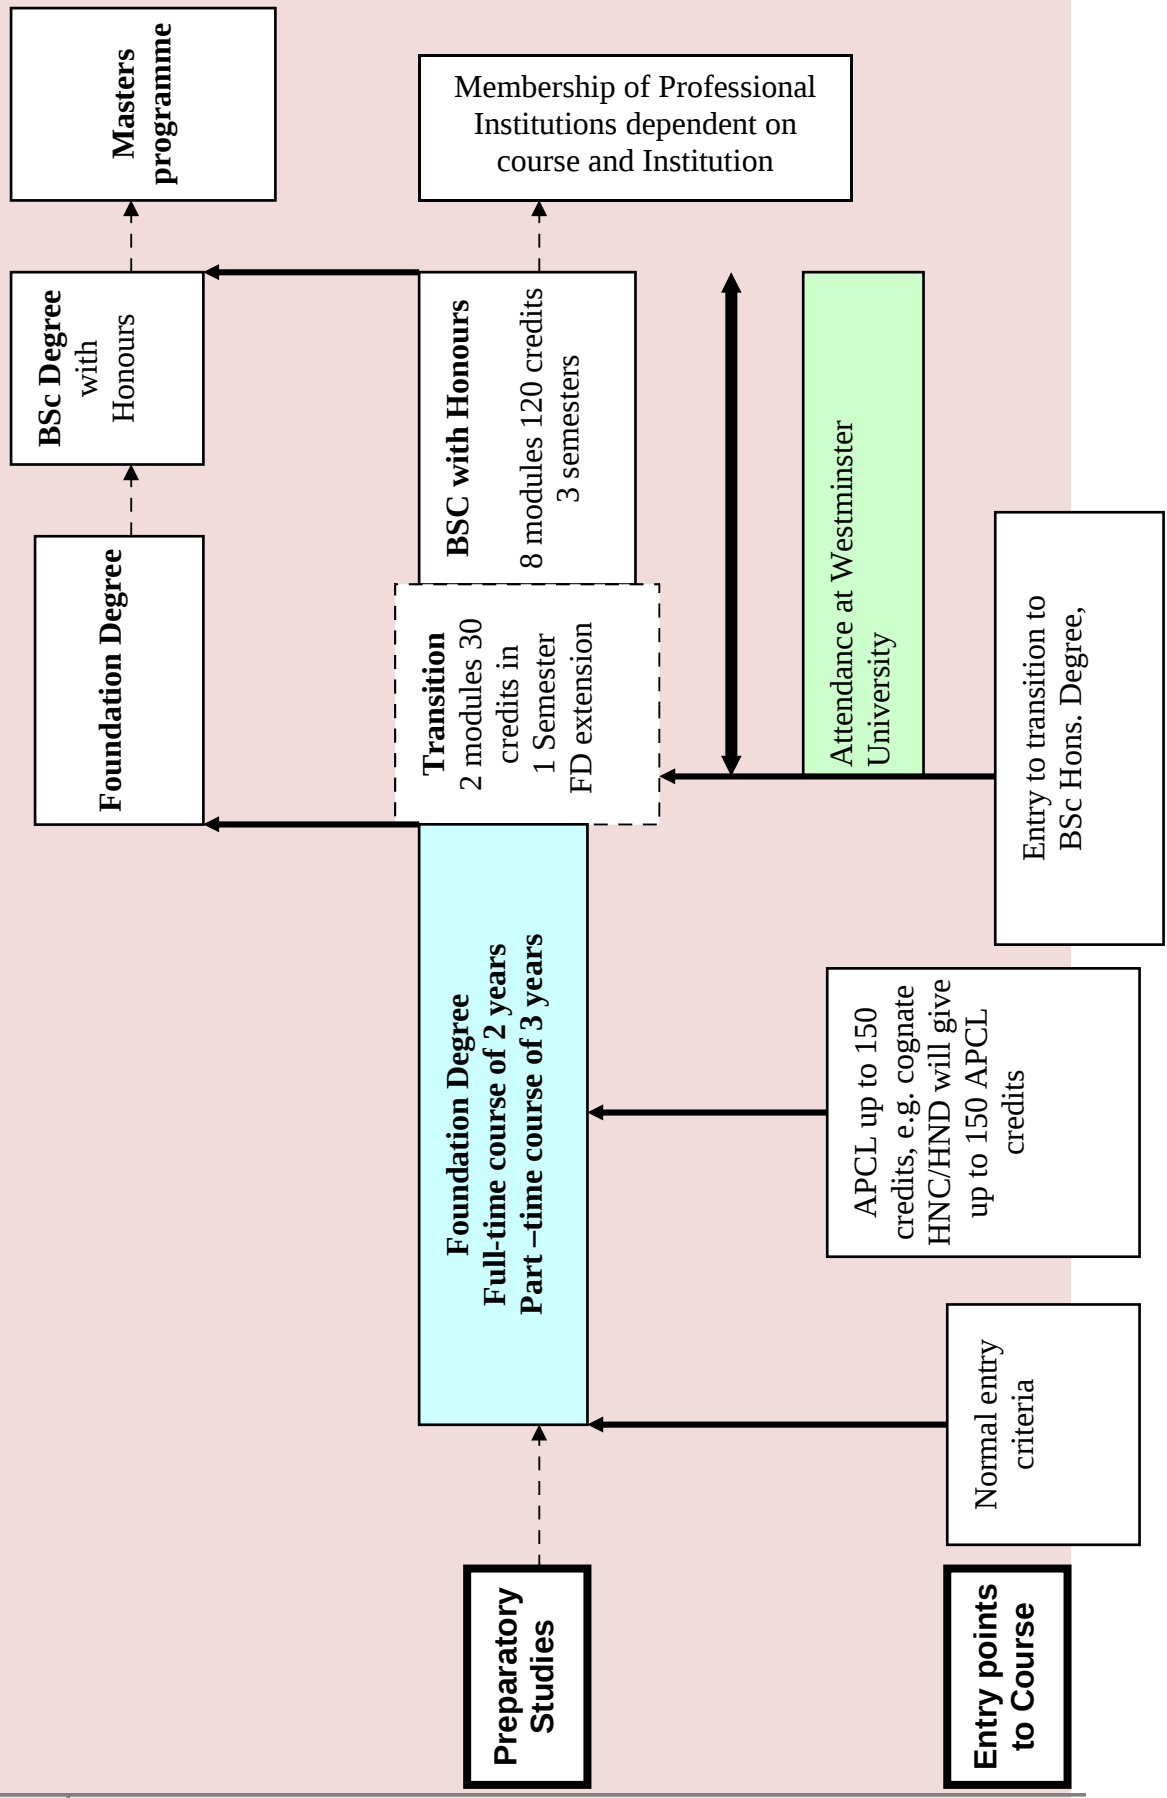 Masters
programme
BSc Degree
with
Honours
Foundation Degree
Membership of Professional
Institutions dependent on
course and Institution
BSC with Honours
8 modules 120 credits
3 semesters
Transition
2 modules 30
credits in
1 Semester
FD extension
Foundation Degree
Full-time course of 2 years
Part –time course of 3 years
Preparatory
Studies
Attendance at Westminster
University
Entry to transition to
BSc Hons. Degree,
APCL up to 150
credits, e.g. cognate
HNC/HND will give
up to 150 APCL
credits
Normal entry
criteria
Entry points
to Course